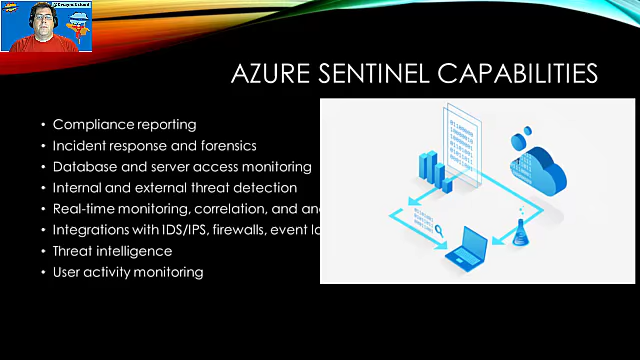 AZURE SENTINEL CAPABILITIES
• Compliance reporting
• Incident response and forensics
• Database and server access monitoring
• Internal and external threat detection
• Real-time monitoring, correlation, and
• Integrations with IDS/IPS, firewalls, event
• Threat intelligence
• User activity monitoring